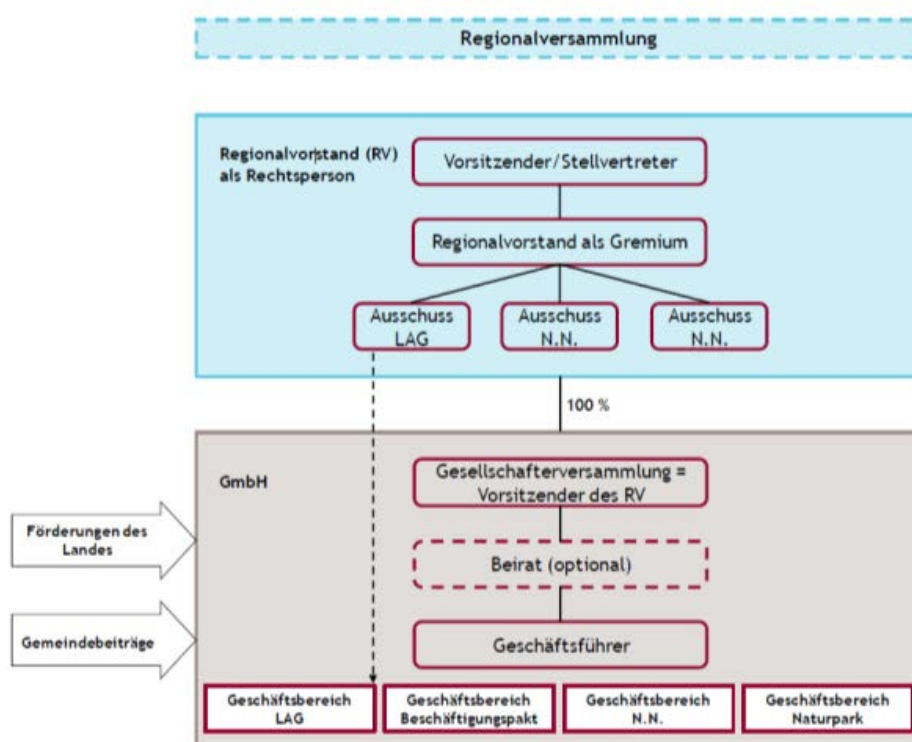 Regionalversammlung
Regionalvorstand (RV)
als Rechtsperson
Vorsitzender/Stellvertreter
Regionalvorstand als Gremium
Ausschuss
LAG
Ausschuss
N.N.
Ausschuss
N.N.
100 %
GmbH
Gesellschafterversammlung =
Vorsitzender des RV
Förderungen des
Landes
Beirat (optional)
Gemeindebeiträge
Geschäftsführer
Geschäftsbereich
LAG
Geschäftsbereich
Beschäftigungspakt
Geschäftsbereich
N.N.
Geschäftsbereich
Naturpark